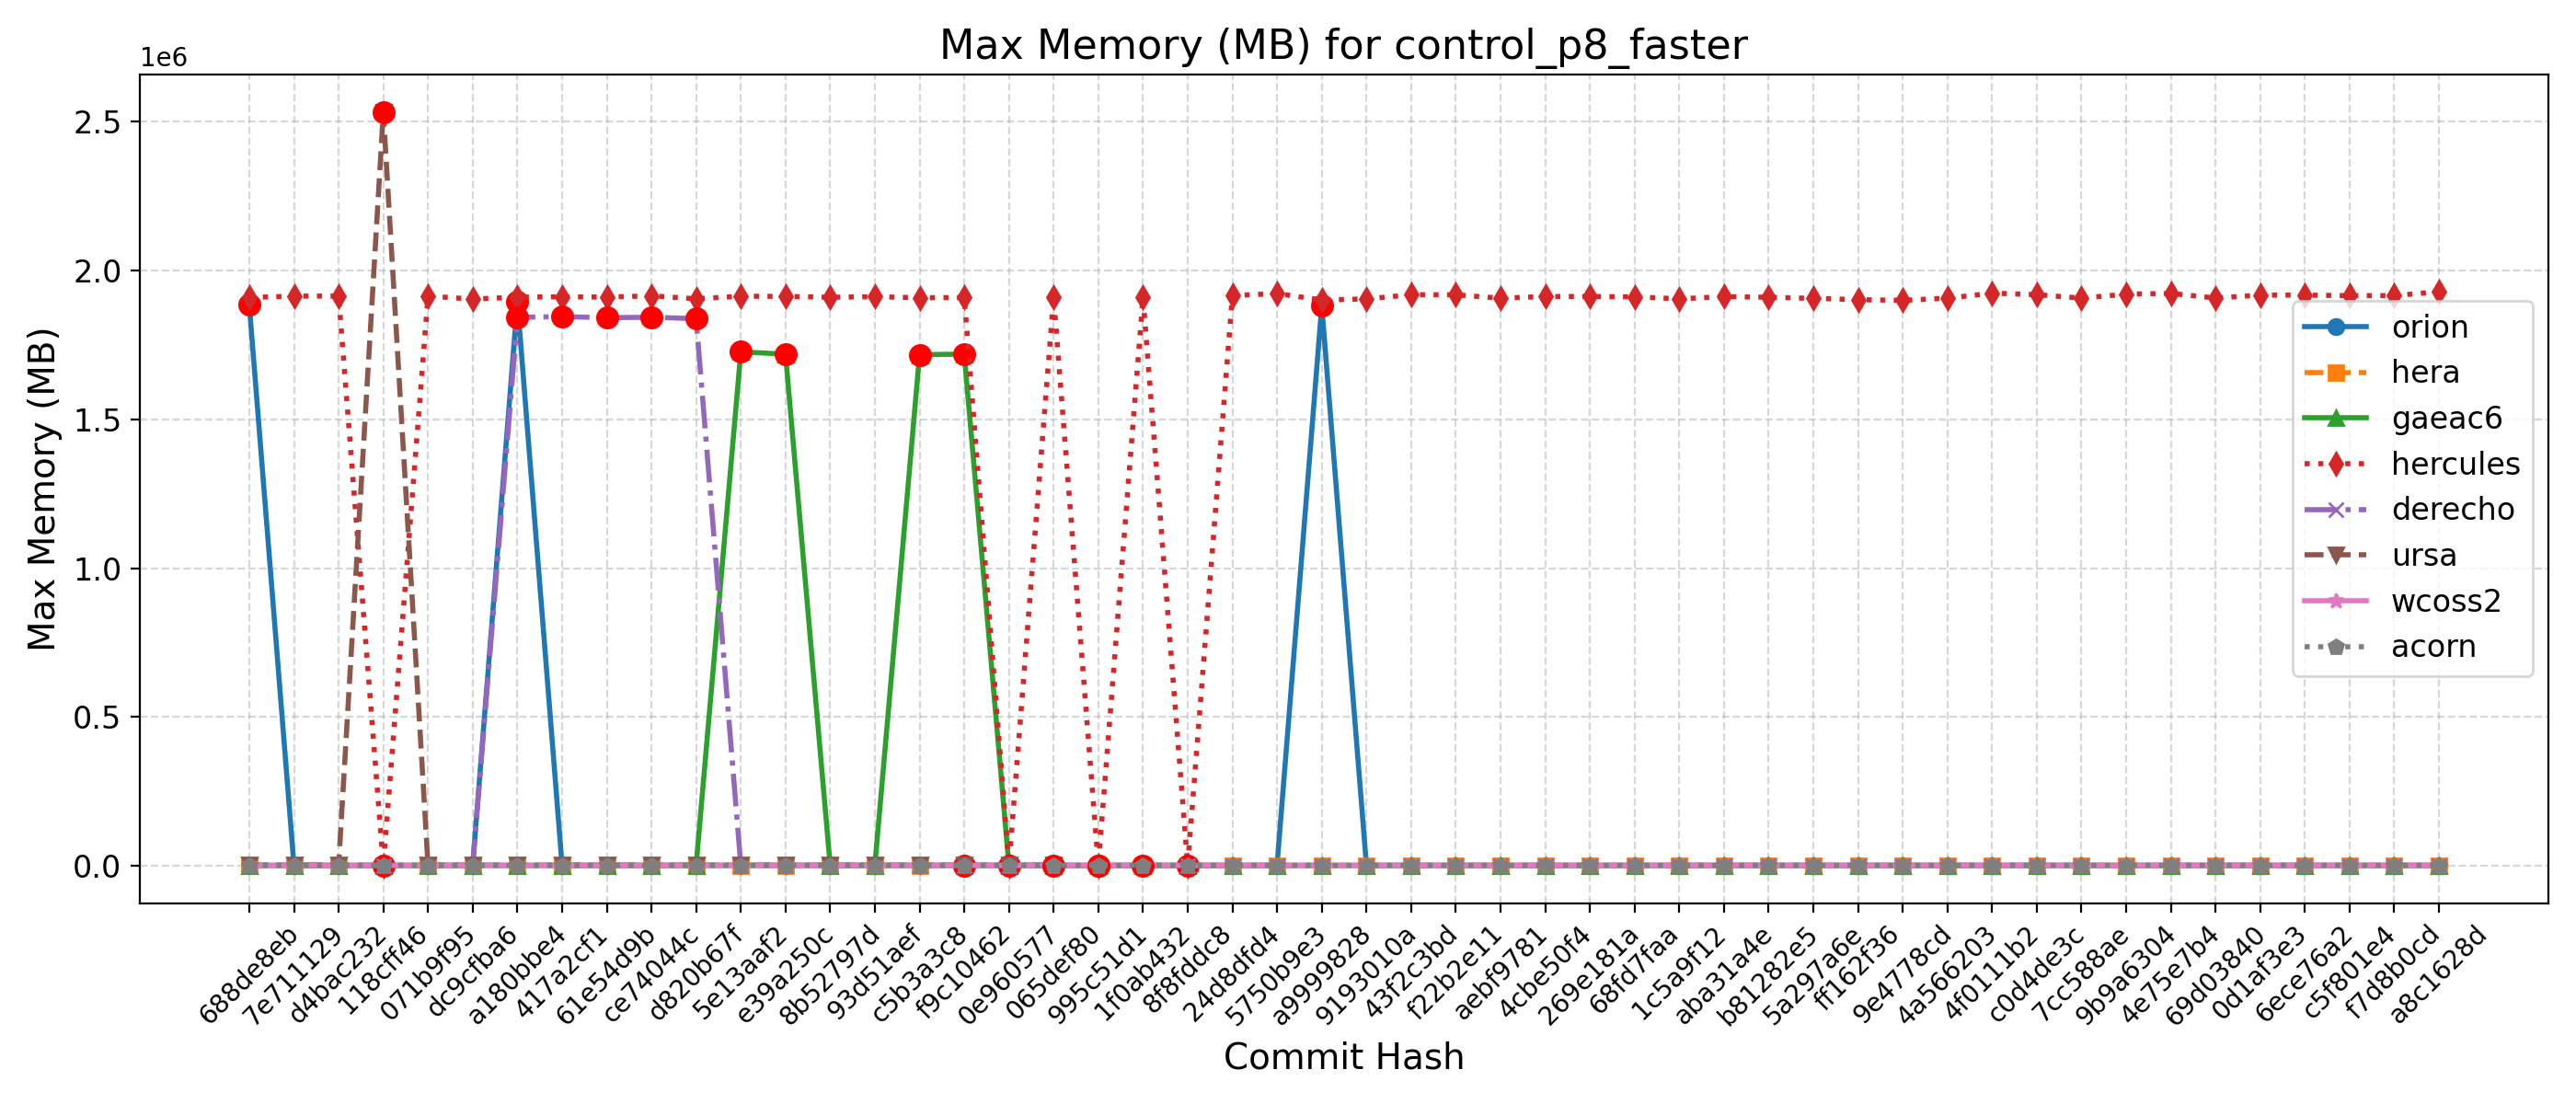 Max Memory (MB) for control_p8_faster
1e6
2.5
2.0
1.5
1.0
0.5
0.0
Max Memory (MB)
orion
hera
gaeac6
hercules
derecho
ursa
wcoss2
acorn
688de8eb
7e711129
d4bac232
118cff46
071b9f95
dc9cfba6
a180bbe4
417a2cf1
61e54d9b
ce74044c
d820b67f
5e13aaf2
e39a250c
8b52797d
93d51aef
c5b3a3c8
f9c10462
0e960577
065def80
995c51d1
1f0ab432
8f8fddc8
24d8dfd4
5750b9e3
a9999828
9193010a
43f2c3bd
f22b2e11
aebf9781
4cbe50f4
269e181a
68fd7faa
1c5a9f12
aba31a4e
b81282e5
5a297a6e
ff162f36
9e4778cd
4a566203
4f0111b2
c0d4de3c
7cc588ae
9b9a6304
4e75e7b4
69d03840
0d1af3e3
6ece76a2
c5f801e4
f7d8b0cd
a8c1628d
Commit Hash